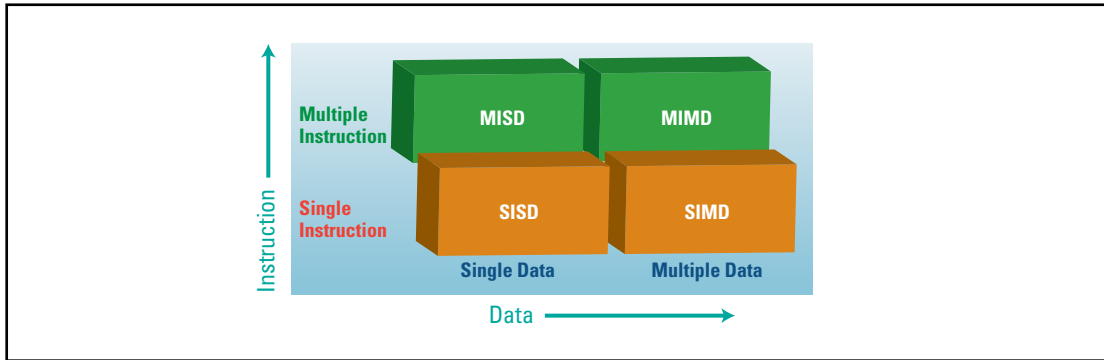 Multiple
Instruction
MISD
MIMD
Single
Instruction
SISD
SIMD
Single Data
Multiple Data
Instruction
Data